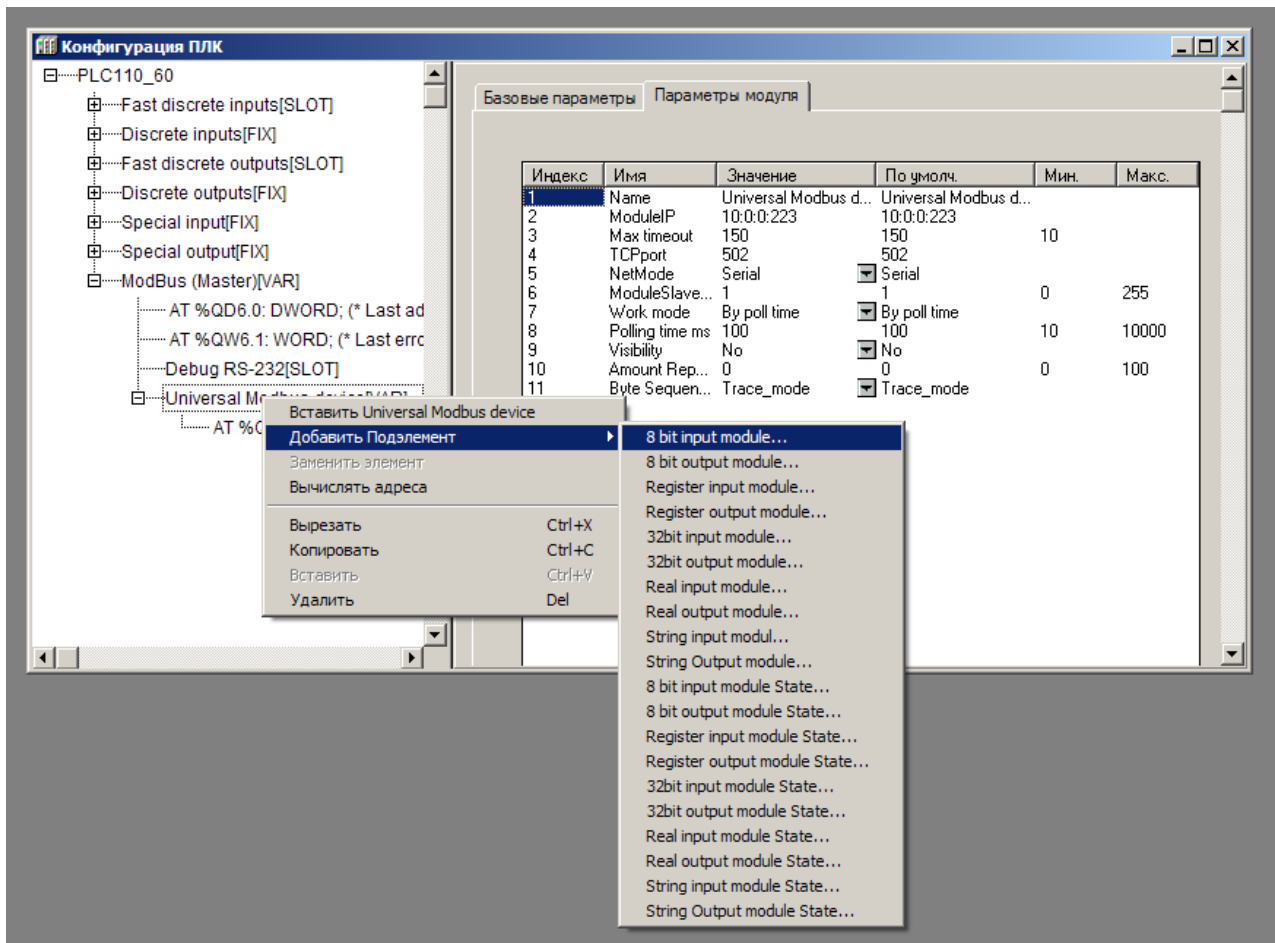 Конфигурация ПЛК
PLC110_60
Fast discrete inputs[SLOT]
Discrete inputs[FIX]
Fast discrete outputs[SLOT]
Discrete outputs[FIX]
Special input[FIX]
Special output[FIX]
ModBus (Master)[VAR]
AT %QD6.0: DWORD; (* Last ad
AT %QW6.1: WORD; (* Last errc
Debug RS-232[SLOT]
Universal Modbus device[VAR]
AT %
Базовые параметры Параметры модуля
Индекс Имя Значение По умолч. Мин. Макс.
1 Name Universal Modbus d... Universal Modbus d...
2 ModuleIP 10:0:0:223 10:0:0:223
3 Max timeout 150 150 10
4 TCPport 502 502
5 NetMode Serial Serial
6 ModuleSlave... 1 1 0 255
7 Work mode By poll time By poll time
8 Polling time ms 100 100 10 10000
9 Visibility No No
10 Amount Rep... 0 0 0 100
11 Byte Sequen... Trace_mode Trace_mode
Вставить Universal Modbus device
Добавить Подэлемент
Заменить элемент
Вычислять адреса
Вырезать Ctrl+X
Копировать Ctrl+C
Вставить Ctrl+V
Удалить Del
8 bit input module...
8 bit output module...
Register input module...
Register output module...
32bit input module...
32bit output module...
Real input module...
Real output module...
String input modul...
String Output module...
8 bit input module State...
8 bit output module State...
Register input module State...
Register output module State...
32bit input module State...
32bit output module State...
Real input module State...
Real output module State...
String input module State...
String Output module State...